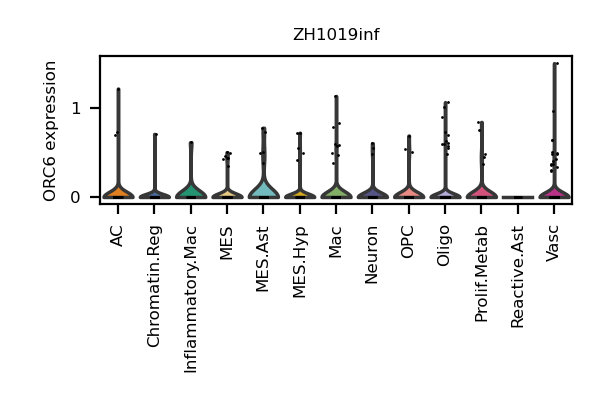 ZH1019inf
ORC6 expression
1
0
AC
Chromatin.Reg
Inflammatory.Mac
MES
MES.Ast
MES.Hyp
Mac
Neuron
OPC
Oligo
Prolif.Metab
Reactive.Ast
Vasc